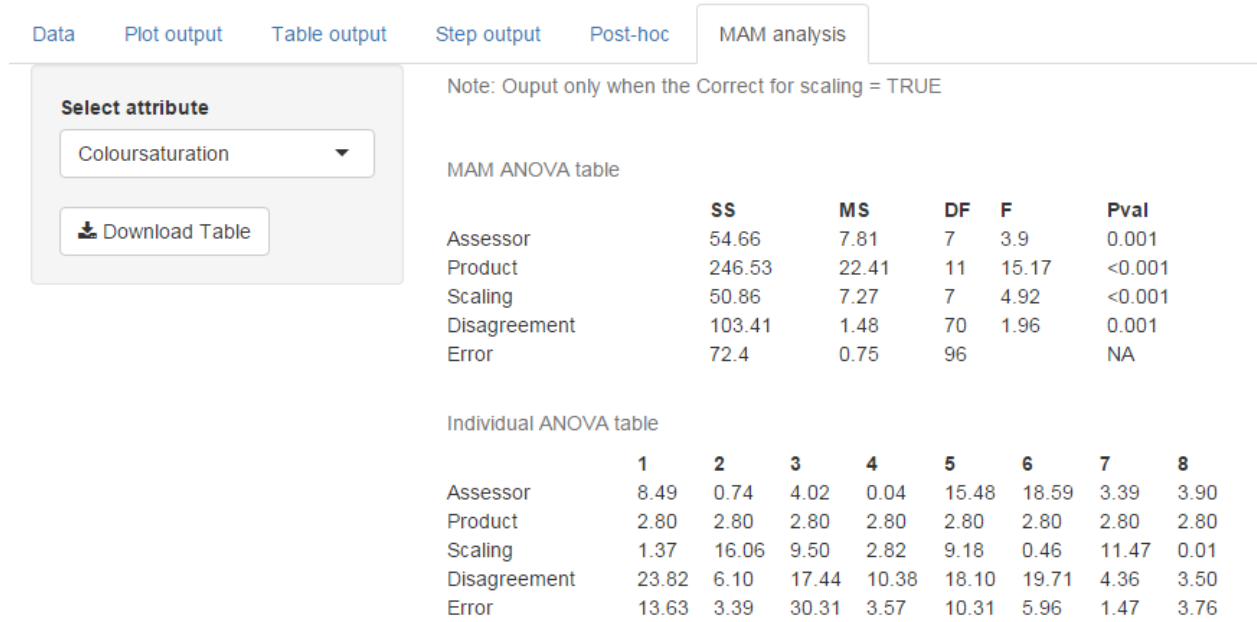 Data Plot output Table output Step output Post-hoc MAM analysis
Select attribute
Coloursaturation
Download Table
Note: Ouput only when the Correct for scaling = TRUE
MAM ANOVA table
SS MS DF F Pval
Assessor 54.66 7.81 7 3.9 0.001
Product 246.53 22.41 11 15.17 <0.001
Scaling 50.86 7.27 7 4.92 <0.001
Disagreement 103.41 1.48 70 1.96 0.001
Error 72.4 0.75 96 NA
Individual ANOVA table
1 2 3 4 5 6 7 8
Assessor 8.49 0.74 4.02 0.04 15.48 18.59 3.39 3.90
Product 2.80 2.80 2.80 2.80 2.80 2.80 2.80 2.80
Scaling 1.37 16.06 9.50 2.82 9.18 0.46 11.47 0.01
Disagreement 23.82 6.10 17.44 10.38 18.10 19.71 4.36 3.50
Error 13.63 3.39 30.31 3.57 10.31 5.96 1.47 3.76